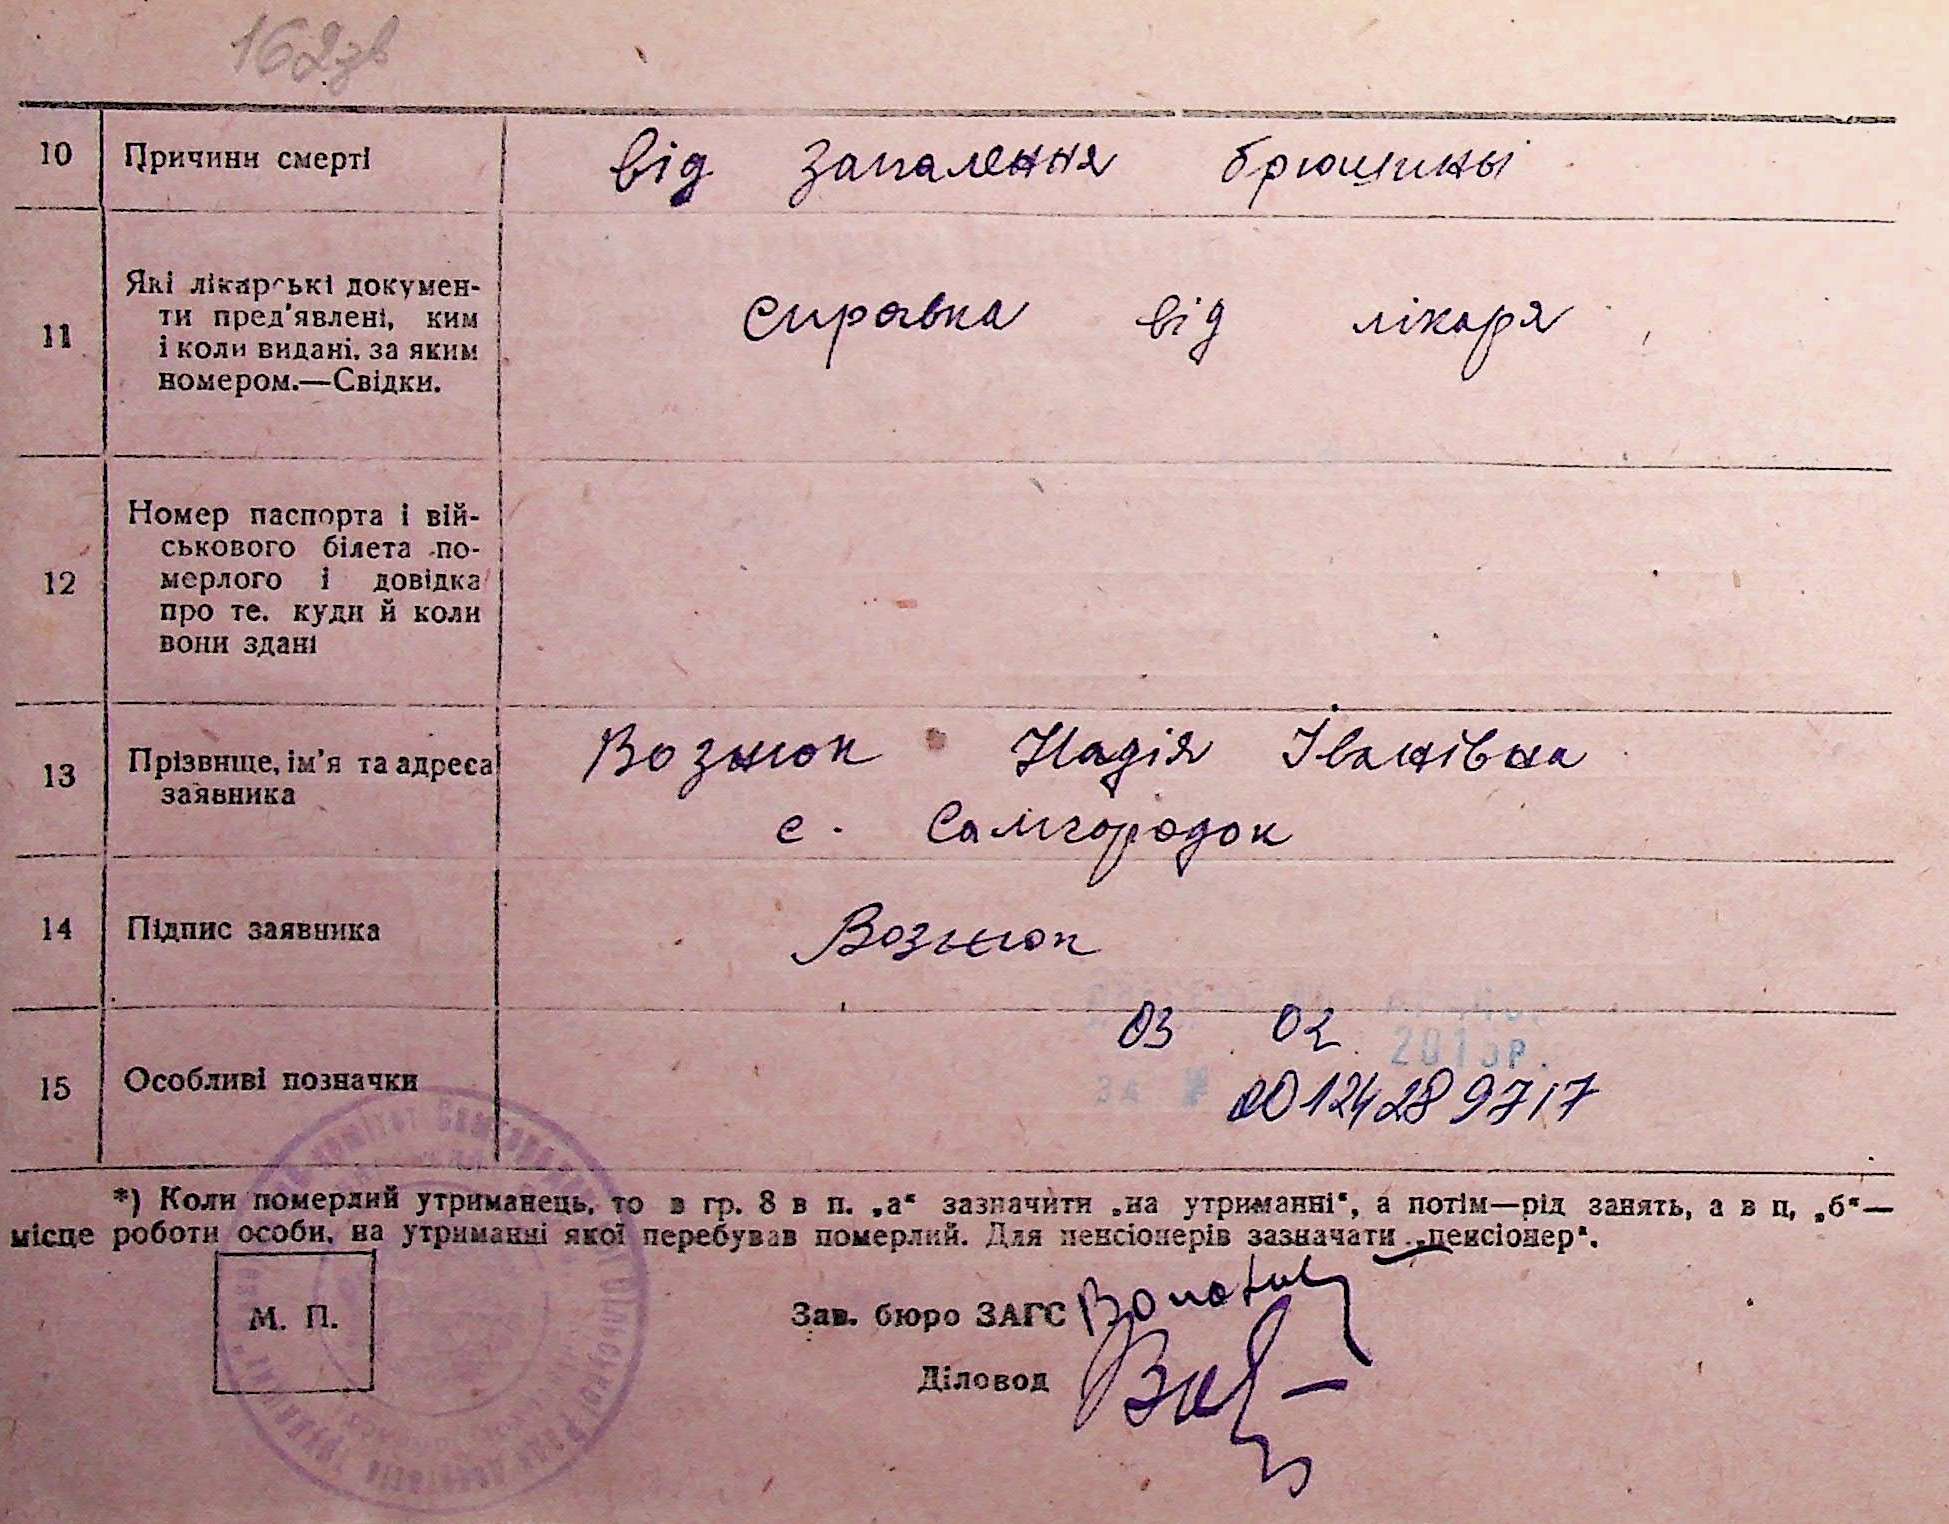 162зв
10 Причини смерті від запалення брюшины
11 Які лікарські докумен-
ти пред'явлені, ким
і коли видані, за яким
номером.—Свідки.
справка від лікаря
12 Номер паспорта і вій-
ськового білета по-
мерлого і довідка
про те, куди й коли
вони здані
13 Прізвище, ім'я та адреса
заявника
Вознюк Надія Іванівна
с. Самгородок
14 Підпис заявника Вознюк
03 02 2015р.
15 Особливі позначки
ЗА № 00124289717
*) Коли померлий утриманець, то в гр. 8 в п. „а“ зазначити „на утриманні“, а потім—рід занять, а в п, „б“—
місце роботи особи, на утриманні якої перебував померлий. Для пенсіонерів зазначати „пенсіонер“.
М. П.
Зав. бюро ЗАГС
Діловод